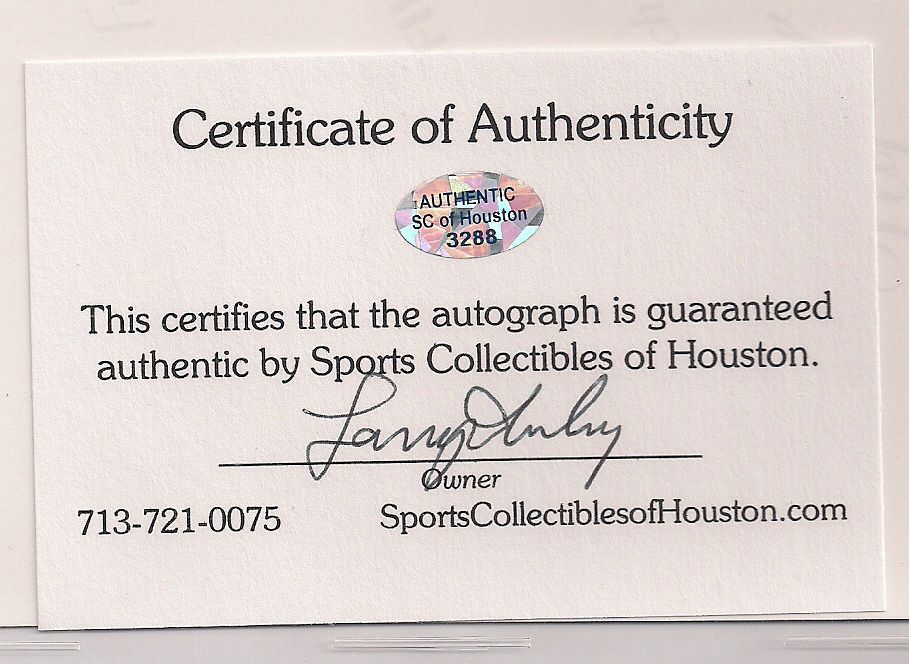 Certificate of Authenticity
AUTHENTIC
SC of Houston
3288
This certifies that the autograph is guaranteed
authentic by Sports Collectibles of Houston.
Larry
Owner
713-721-0075
SportsCollectiblesofHouston.com